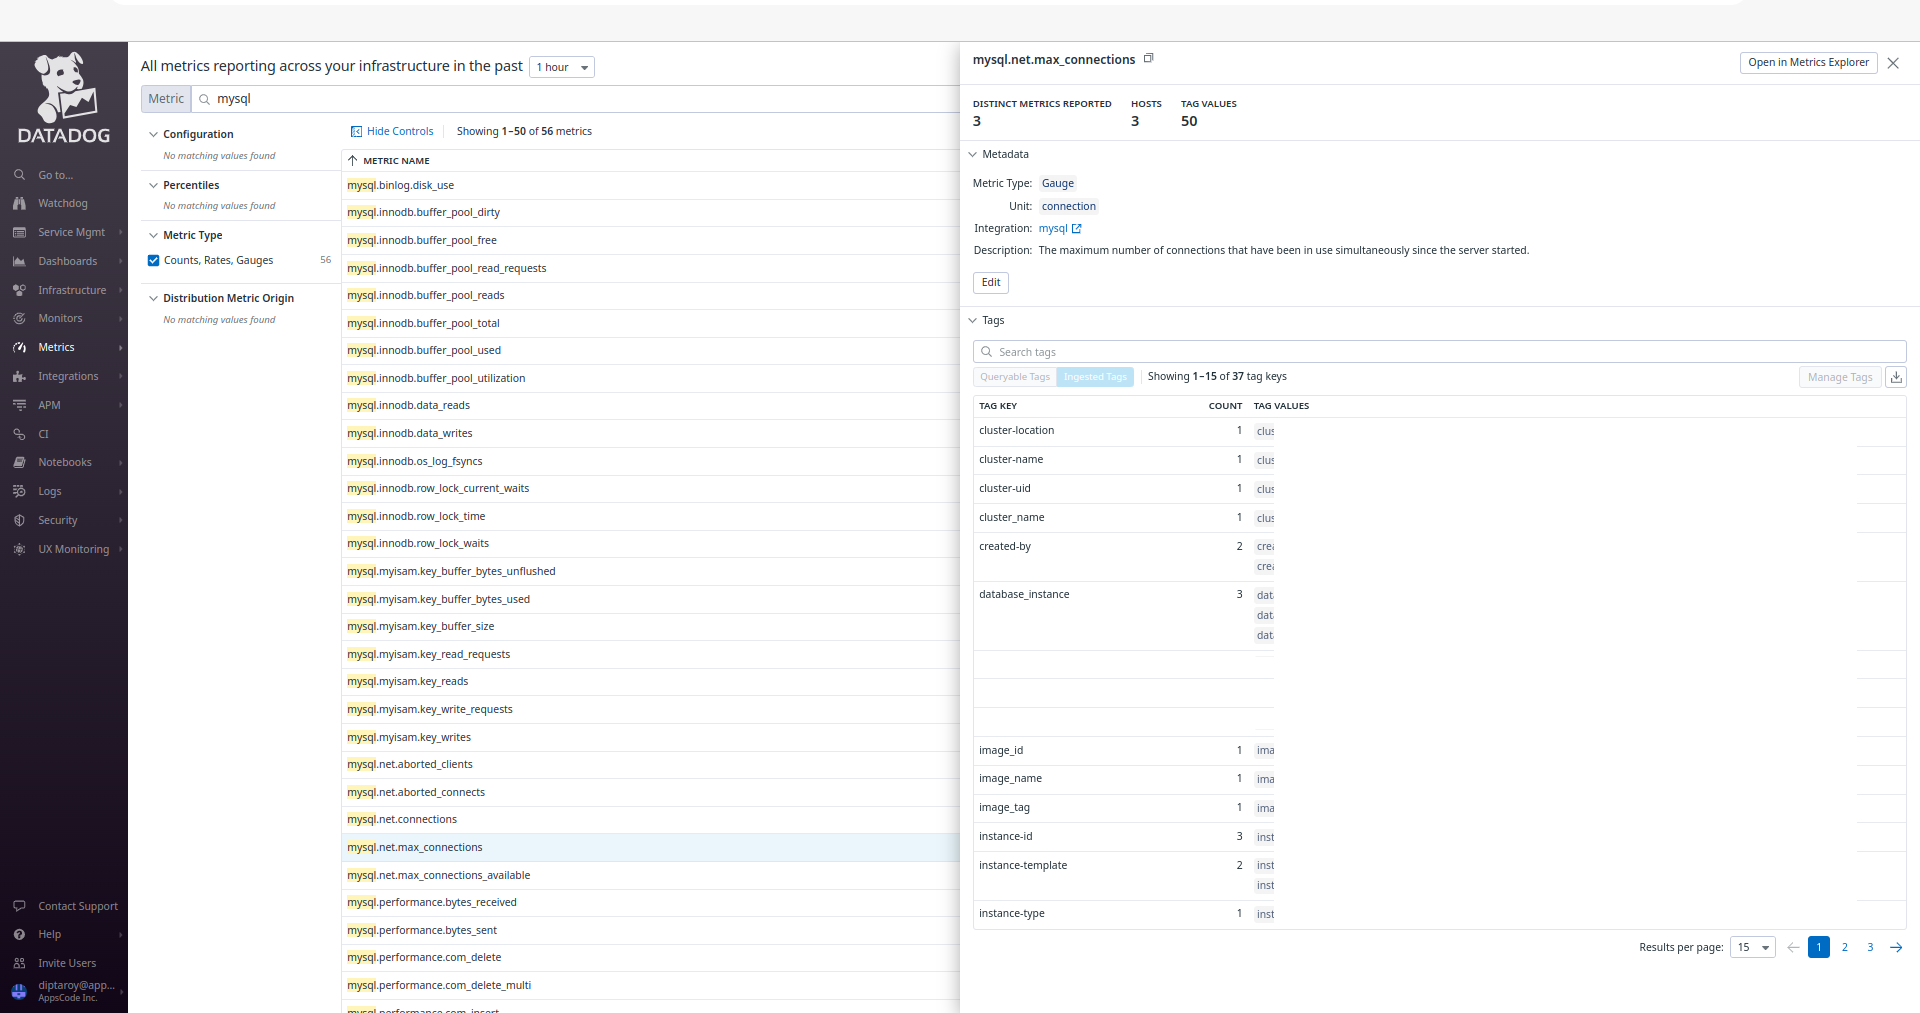 DATADOG
Go to...
Watchdog
Service Mgmt
Dashboards
Infrastructure
Monitors
Metrics
Integrations
APM
CI
Notebooks
Logs
Security
UX Monitoring
Contact Support
Help
Invite Users
diptaroy@app...
AppsCode Inc.
All metrics reporting across your infrastructure in the past 1 hour
Metric mysql
Configuration
No matching values found
Percentiles
No matching values found
Metric Type
Counts, Rates, Gauges 56
Distribution Metric Origin
No matching values found
Hide Controls Showing 1–50 of 56 metrics
METRIC NAME
mysql.binlog.disk_use
mysql.innodb.buffer_pool_dirty
mysql.innodb.buffer_pool_free
mysql.innodb.buffer_pool_read_requests
mysql.innodb.buffer_pool_reads
mysql.innodb.buffer_pool_total
mysql.innodb.buffer_pool_used
mysql.innodb.buffer_pool_utilization
mysql.innodb.data_reads
mysql.innodb.data_writes
mysql.innodb.os_log_fsyncs
mysql.innodb.row_lock_current_waits
mysql.innodb.row_lock_time
mysql.innodb.row_lock_waits
mysql.myisam.key_buffer_bytes_unflushed
mysql.myisam.key_buffer_bytes_used
mysql.myisam.key_buffer_size
mysql.myisam.key_read_requests
mysql.myisam.key_reads
mysql.myisam.key_write_requests
mysql.myisam.key_writes
mysql.net.aborted_clients
mysql.net.aborted_connects
mysql.net.connections
mysql.net.max_connections
mysql.net.max_connections_available
mysql.performance.bytes_received
mysql.performance.bytes_sent
mysql.performance.com_delete
mysql.performance.com_delete_multi
mysql.performance.com_insert
mysql.net.max_connections
Open in Metrics Explorer
DISTINCT METRICS REPORTED HOSTS TAG VALUES
3 3 50
Metadata
Metric Type: Gauge
Unit: connection
Integration: mysql
Description: The maximum number of connections that have been in use simultaneously since the server started.
Edit
Tags
Search tags
Queryable Tags Ingested Tags Showing 1–15 of 37 tag keys Manage Tags
TAG KEY COUNT TAG VALUES
cluster-location 1 clus
cluster-name 1 clus
cluster-uid 1 clus
cluster_name 1 clus
created-by 2 crea
crea
database_instance 3 data
data
data
image_id 1 ima
image_name 1 ima
image_tag 1 ima
instance-id 3 inst
instance-template 2 inst
inst
instance-type 1 inst
Results per page: 15 1 2 3